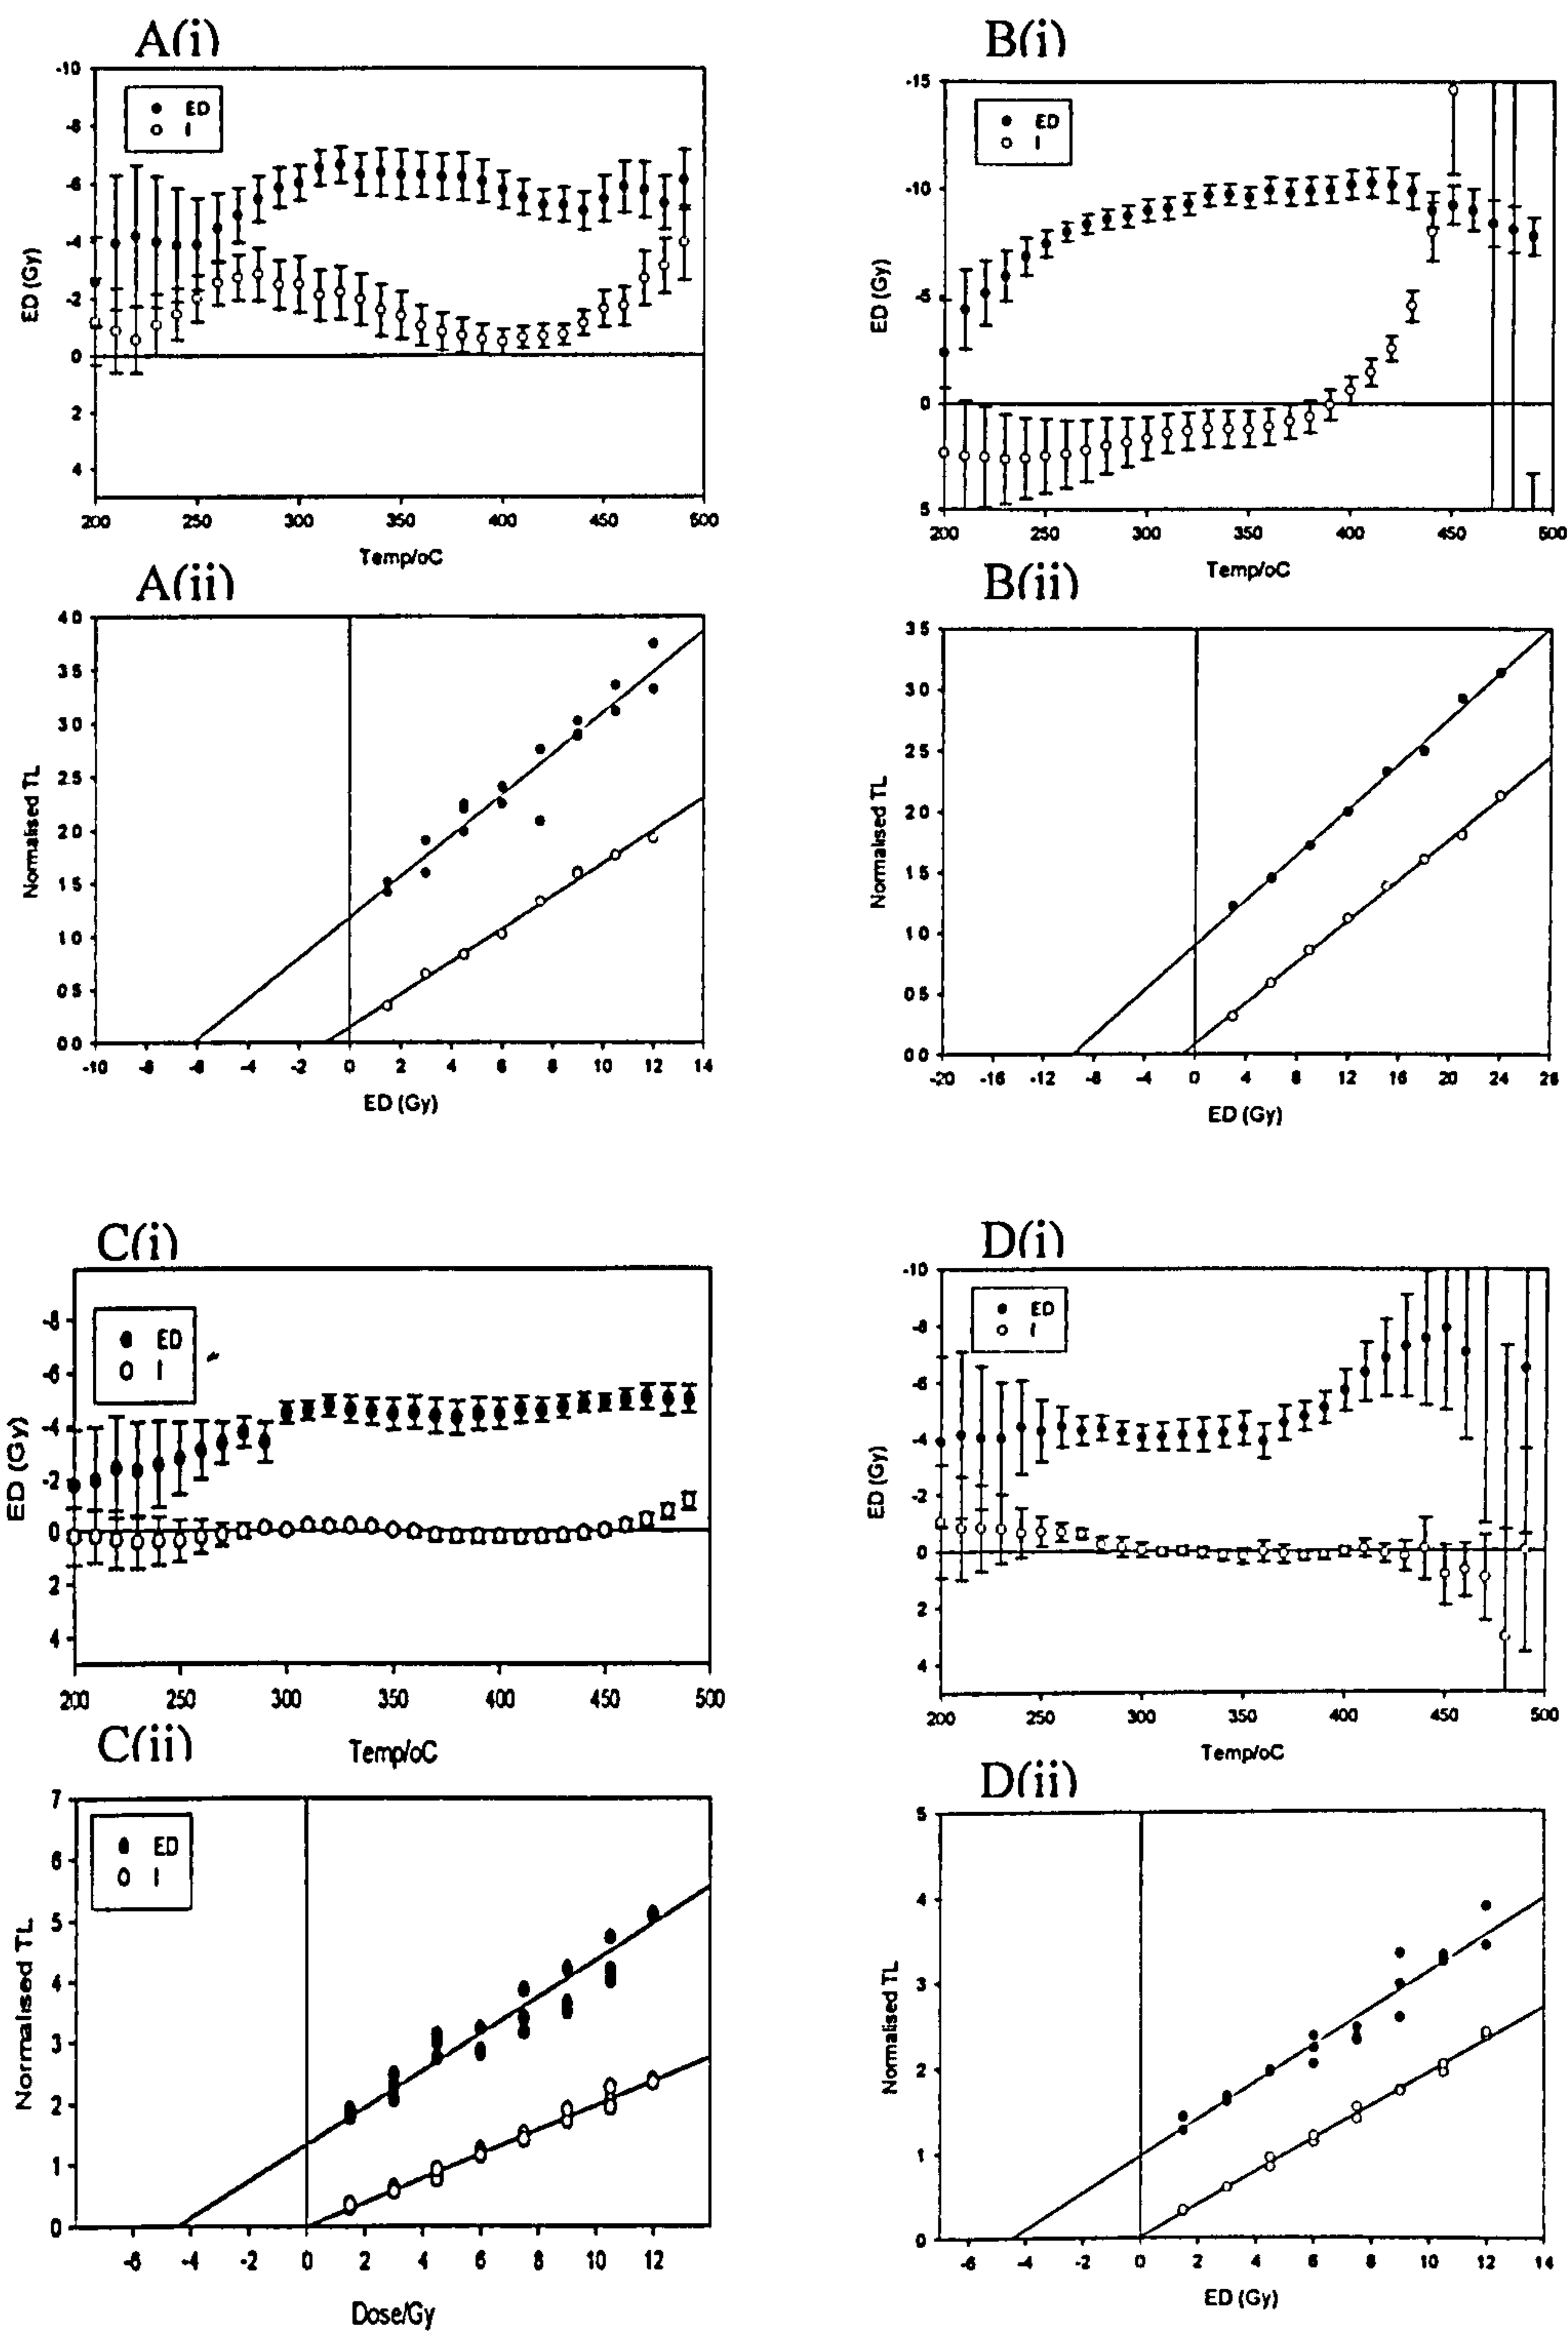 A(i)
-10
-8
-6
-4
-2
0
2
4
ED (Gy)
ED
I
200 250 300 350 400 450 500
Temp/oC
B(i)
-15
-10
-5
0
5
ED (Gy)
ED
I
200 250 300 350 400 450 500
Temp/oC
A(ii)
4 0
3 5
3 0
2 5
2 0
1 5
1 0
0 5
0 0
Normalised TL
-10 -8 -6 -4 -2 0 2 4 6 8 10 12 14
ED (Gy)
B(ii)
3 5
3 0
2 5
2 0
1 5
1 0
0 5
0 0
Normalised TL
-20 -16 -12 -8 -4 0 4 8 12 16 20 24 28
ED (Gy)
C(i)
-8
-6
-4
-2
0
2
4
ED (Gy)
ED
I
200 250 300 350 400 450 500
Temp/oC
D(i)
-10
-8
-6
-4
-2
0
2
4
ED (Gy)
ED
I
200 250 300 350 400 450 500
Temp/oC
C(ii)
7
6
5
4
3
2
1
0
Normalised TL
ED
I
-6 -4 -2 0 2 4 6 8 10 12
Dose/Gy
D(ii)
5
4
3
2
1
0
Normalised TL
-6 -4 -2 0 2 4 6 8 10 12 14
ED (Gy)